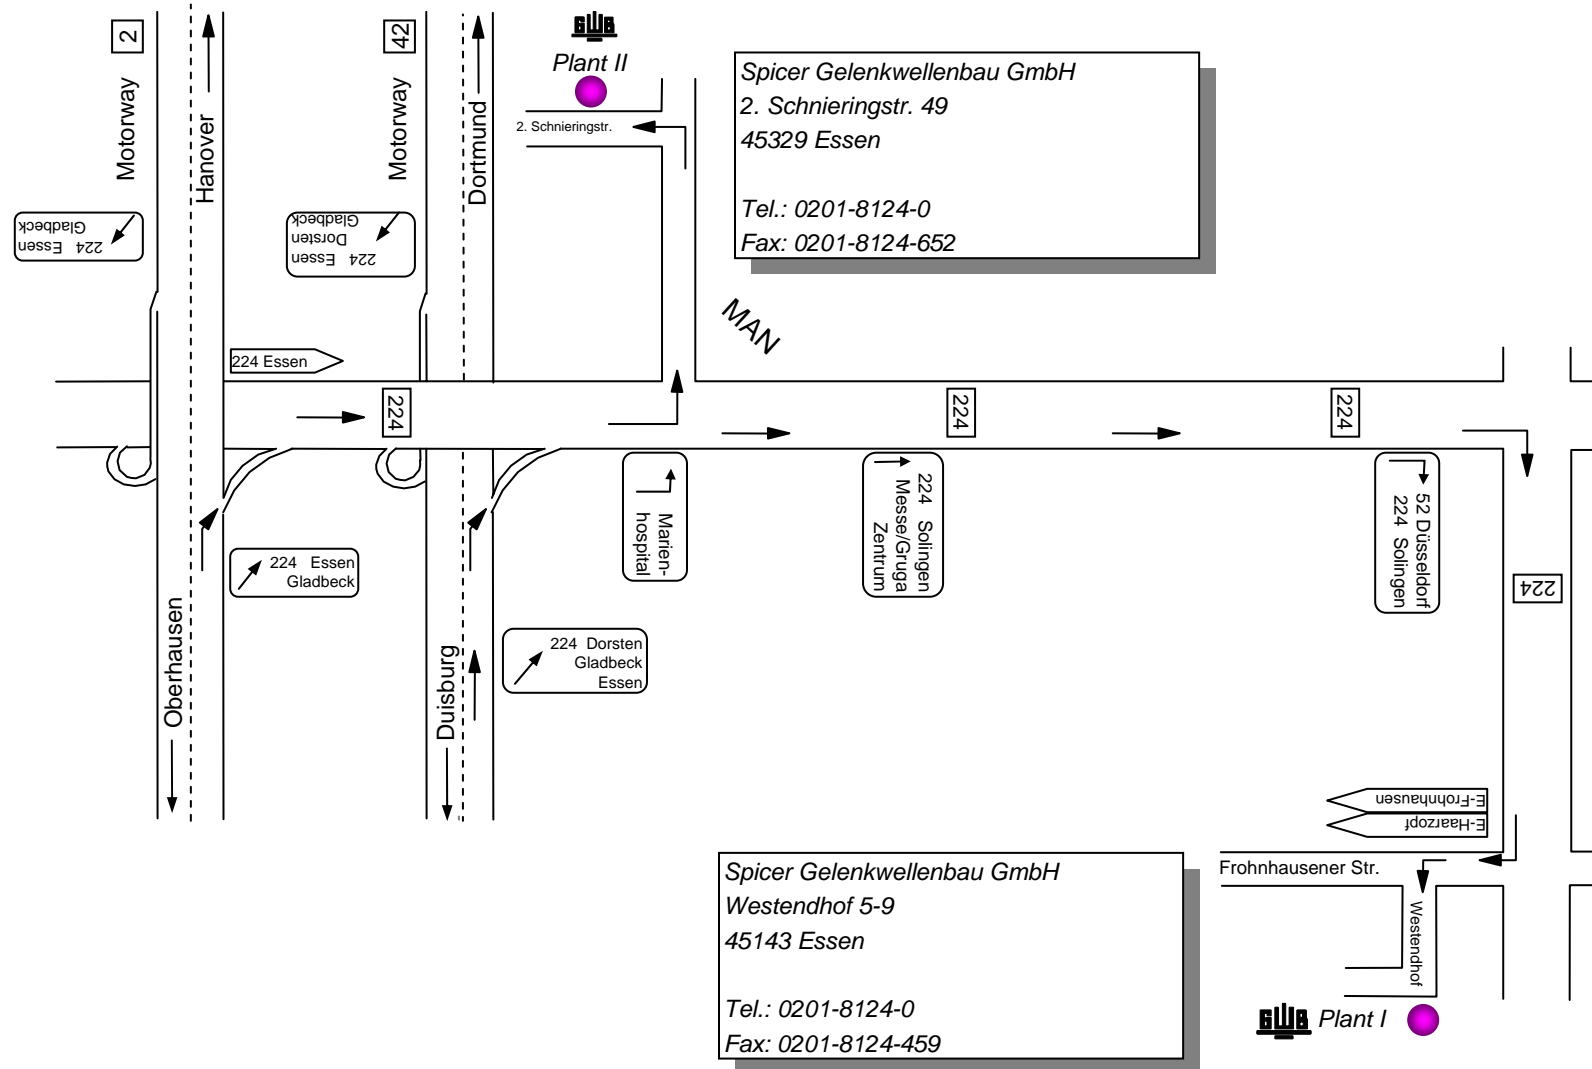 2
Motorway
Hanover
42
Motorway
Dortmund
GWB
Plant II
2. Schnieringstr.
Spicer Gelenkwellenbau GmbH
2. Schnieringstr. 49
45329 Essen
Tel.: 0201-8124-0
Fax: 0201-8124-652
224 Essen
Gladbeck
224 Essen
Dorsten
Gladbeck
MAN
224 Essen
224
224
224
Marien-
hospital
224 Solingen
Messe/Gruga
Zentrum
52 Düsseldorf
224 Solingen
224 Essen
Gladbeck
224
Oberhausen
Duisburg
224 Dorsten
Gladbeck
Essen
E-Frohnhausen
E-Haarzopf
Frohnhausener Str.
Westendhof
Spicer Gelenkwellenbau GmbH
Westendhof 5-9
45143 Essen
Tel.: 0201-8124-0
Fax: 0201-8124-459
GWB
Plant I